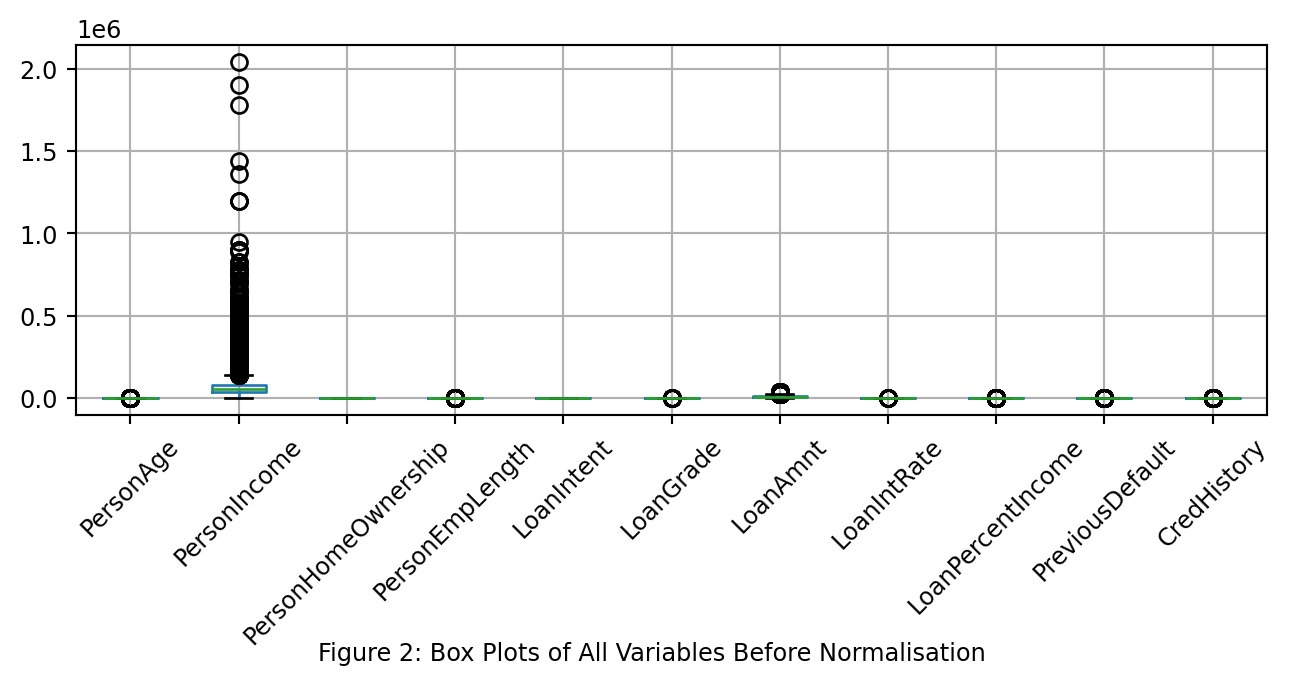 1e6
2.0
1.5
1.0
0.5
0.0
PersonAge
PersonIncome
PersonHomeOwnership
PersonEmpLength
LoanIntent
LoanGrade
LoanAmnt
LoanIntRate
LoanPercentIncome
PreviousDefault
CredHistory
Figure 2: Box Plots of All Variables Before Normalisation